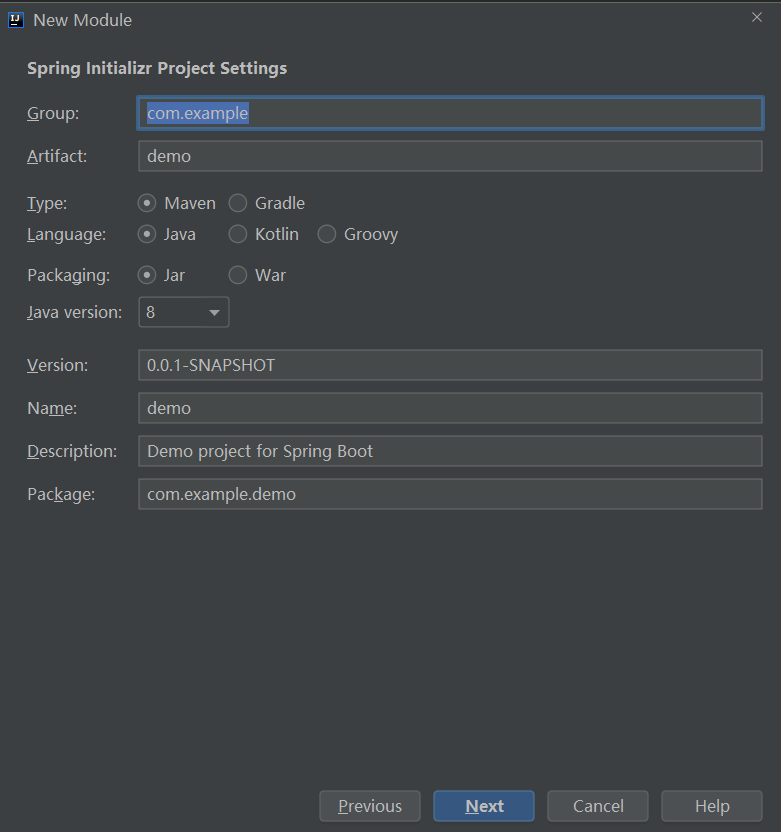 New Module
Spring Initializr Project Settings
Group: com.example
Artifact: demo
Type: Maven Gradle
Language: Java Kotlin Groovy
Packaging: Jar War
Java version: 8
Version: 0.0.1-SNAPSHOT
Name: demo
Description: Demo project for Spring Boot
Package: com.example.demo
Previous Next Cancel Help